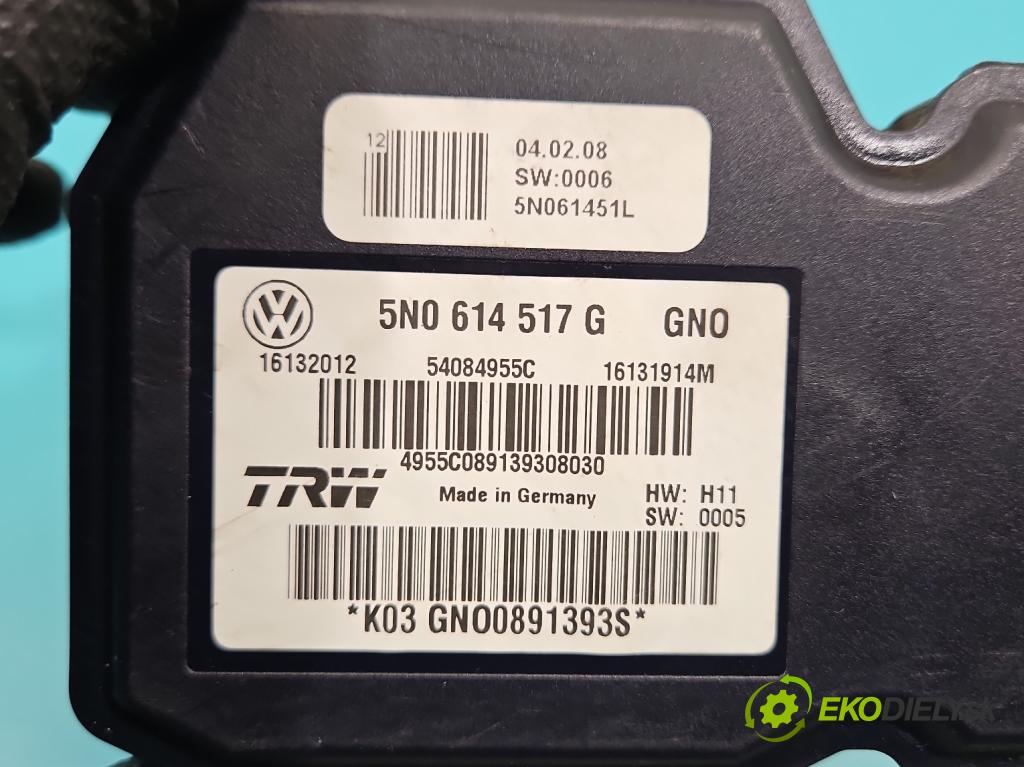 12
04.02.08
SW:0006
5N061451L
VW
5N0 614 517 G GNO
16132012 54084955C 16131914M
4955C089139308030
TRW
Made in Germany
HW: H11
SW: 0005
*K03 GNO0891393S*